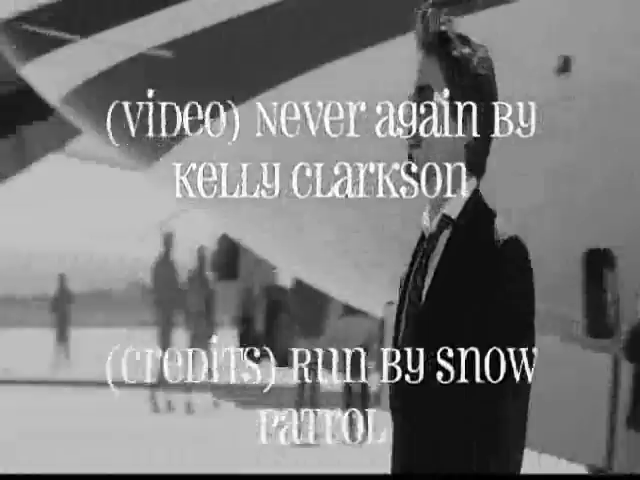 (Video) Never again by
Kelly Clarkson
(Credits) Run by Snow
Patrol